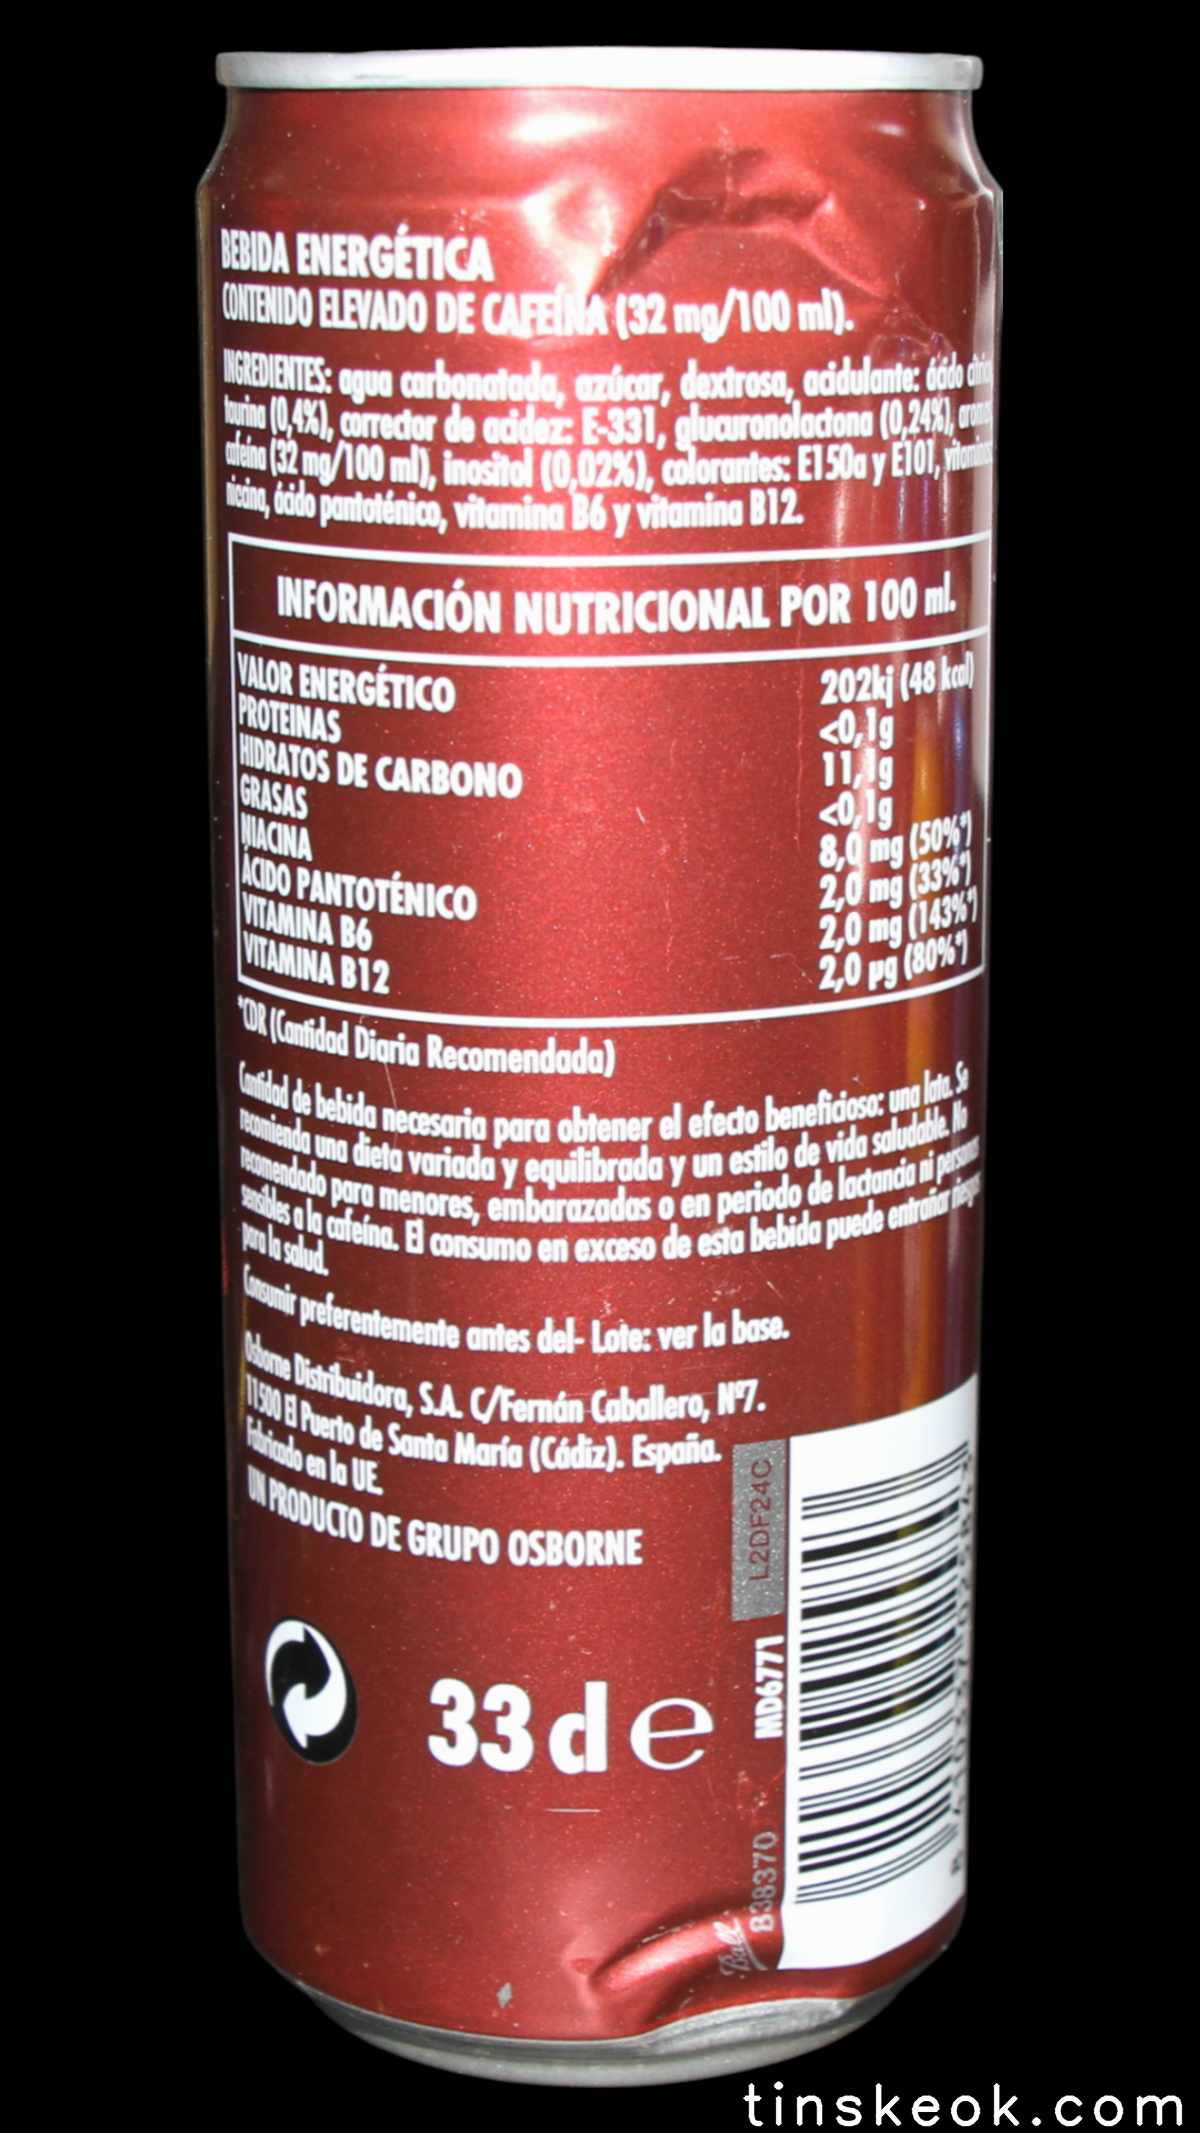 BEBIDA ENERGÉTICA
CONTENIDO ELEVADO DE CAFEÍNA (32 mg/100 ml).
INGREDIENTES: agua carbonatada, azúcar, dextrosa, acidulante: ácido
taurina (0,4%), corrector de acidez: E-331, glucuronolactona (0,24%),
cafeína (32 mg/100 ml), inositol (0,02%), colorantes: E150a y E101, vitaminas
niacina, ácido pantoténico, vitamina B6 y vitamina B12.
INFORMACIÓN NUTRICIONAL POR 100 ml.
VALOR ENERGÉTICO 202kj (48 kcal)
PROTEINAS <0,1g
HIDRATOS DE CARBONO 11,1g
GRASAS <0,1g
NIACINA 8,0 mg (50%*)
ÁCIDO PANTOTÉNICO 2,0 mg (33%*)
VITAMINA B6 2,0 mg (143%*)
VITAMINA B12 2,0 µg (80%*)
*CDR (Cantidad Diaria Recomendada)
Cantidad de bebida necesaria para obtener el efecto beneficioso: una lata. Se
recomienda una dieta variada y equilibrada y un estilo de vida saludable. No
recomendado para menores, embarazadas o en periodo de lactancia ni personas
sensibles a la cafeína. El consumo en exceso de esta bebida puede entrañar riesgos
para la salud.
Consumir preferentemente antes del- Lote: ver la base.
Osborne Distribuidora, S.A. C/Fernán Caballero, Nº7.
11500 El Puerto de Santa María (Cádiz). España.
Fabricado en la UE.
UN PRODUCTO DE GRUPO OSBORNE
33 cl e
L2DF24C
MD6771
B38370
Ball
tinskeok.com